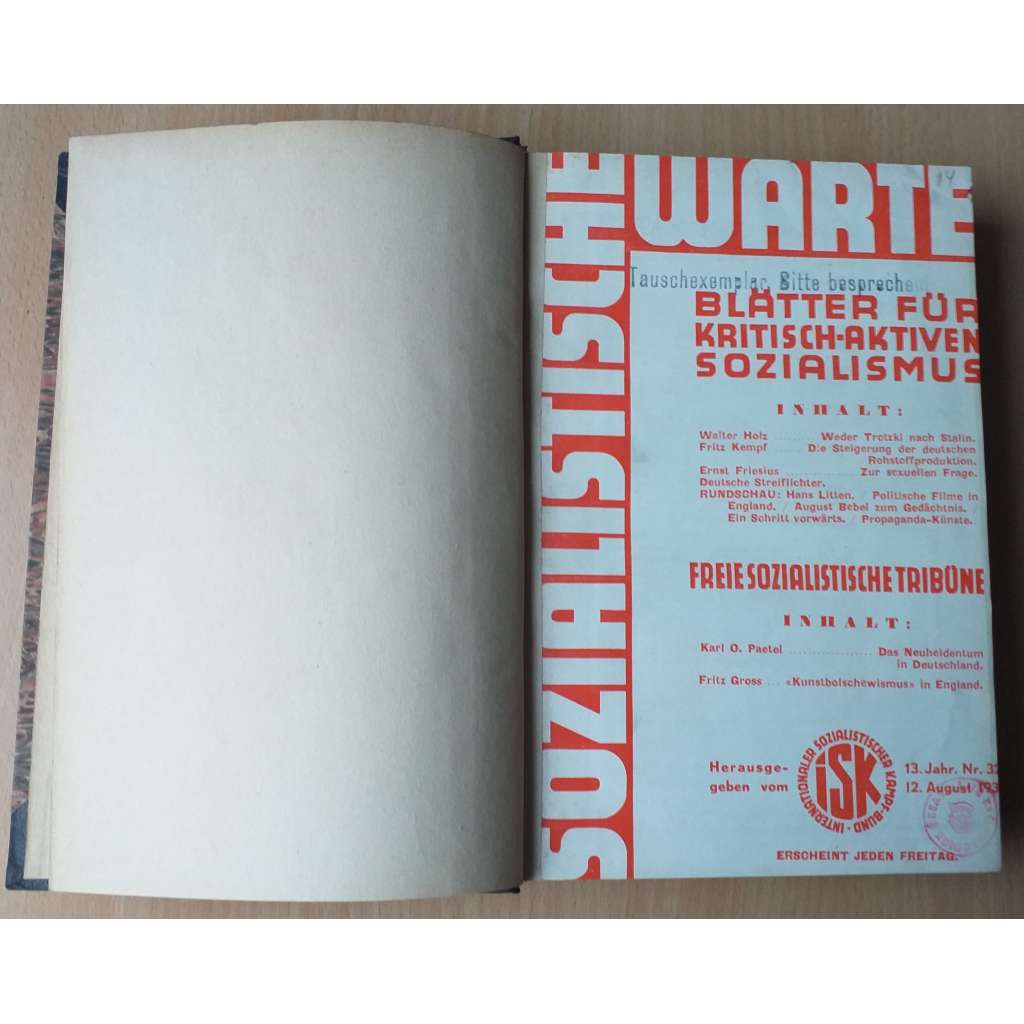 SOZIALISTISCHE
WARTE
14
Tauschexemplar. Bitte besprechen
BLÄTTER FÜR
KRITISCH-AKTIVEN
SOZIALISMUS
INHALT:
Walter Holz ........ Weder Trotzki nach Stalin.
Fritz Kempf .... Die Steigerung der deutschen
Rohstoffproduktion.
Ernst Friesius ............ Zur sexuellen Frage.
Deutsche Streiflichter.
RUNDSCHAU: Hans Litten. / Politische Filme in
England. / August Bebel zum Gedächtnis. /
Ein Schritt vorwärts. / Propaganda-Künste.
FREIE SOZIALISTISCHE TRIBÜNE
INHALT:
Karl O. Paetel .................. Das Neuheidentum
in Deutschland.
Fritz Gross .... «Kunstbolschewismus» in England.
Herausge-
geben vom
INTERNATIONALER SOZIALISTISCHER KAMPF-BUND
iSK
13. Jahr. Nr. 32
12. August 193
ERSCHEINT JEDEN FREITAG.